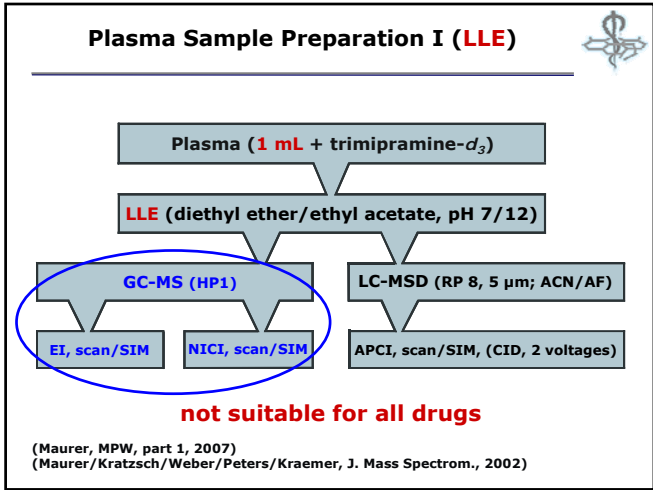 Plasma Sample Preparation I (LLE)
Plasma (1 mL + trimipramine-d3)
LLE (diethyl ether/ethyl acetate, pH 7/12)
GC-MS (HP1)
LC-MSD (RP 8, 5 µm; ACN/AF)
EI, scan/SIM
NICI, scan/SIM
APCI, scan/SIM, (CID, 2 voltages)
not suitable for all drugs
(Maurer, MPW, part 1, 2007)
(Maurer/Kratzsch/Weber/Peters/Kraemer, J. Mass Spectrom., 2002)